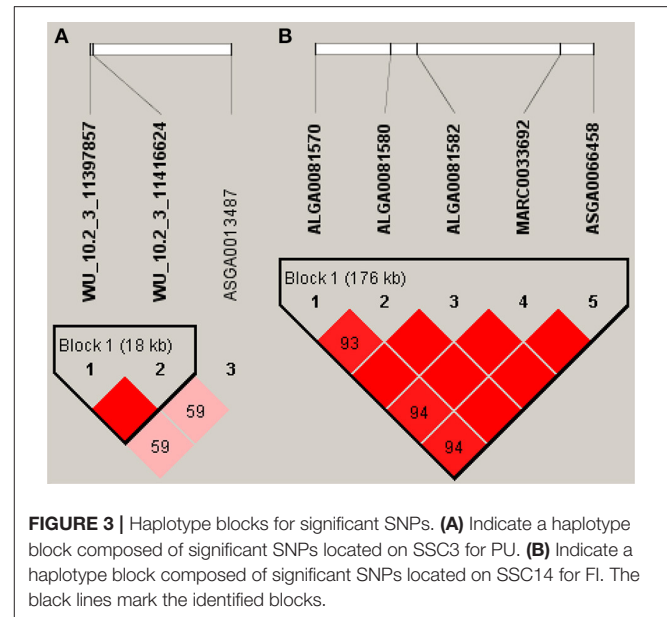 A
B
WU_10.2_3_11397857
WU_10.2_3_11416624
ASGA0013487
ALGA0081570
ALGA0081580
ALGA0081582
MARC0033692
ASGA0066458
Block 1 (18 kb)
1 2 3
59
59
Block 1 (176 kb)
1 2 3 4 5
93
94
94
FIGURE 3 | Haplotype blocks for significant SNPs. (A) Indicate a haplotype
block composed of significant SNPs located on SSC3 for PU. (B) Indicate a
haplotype block composed of significant SNPs located on SSC14 for FI. The
black lines mark the identified blocks.